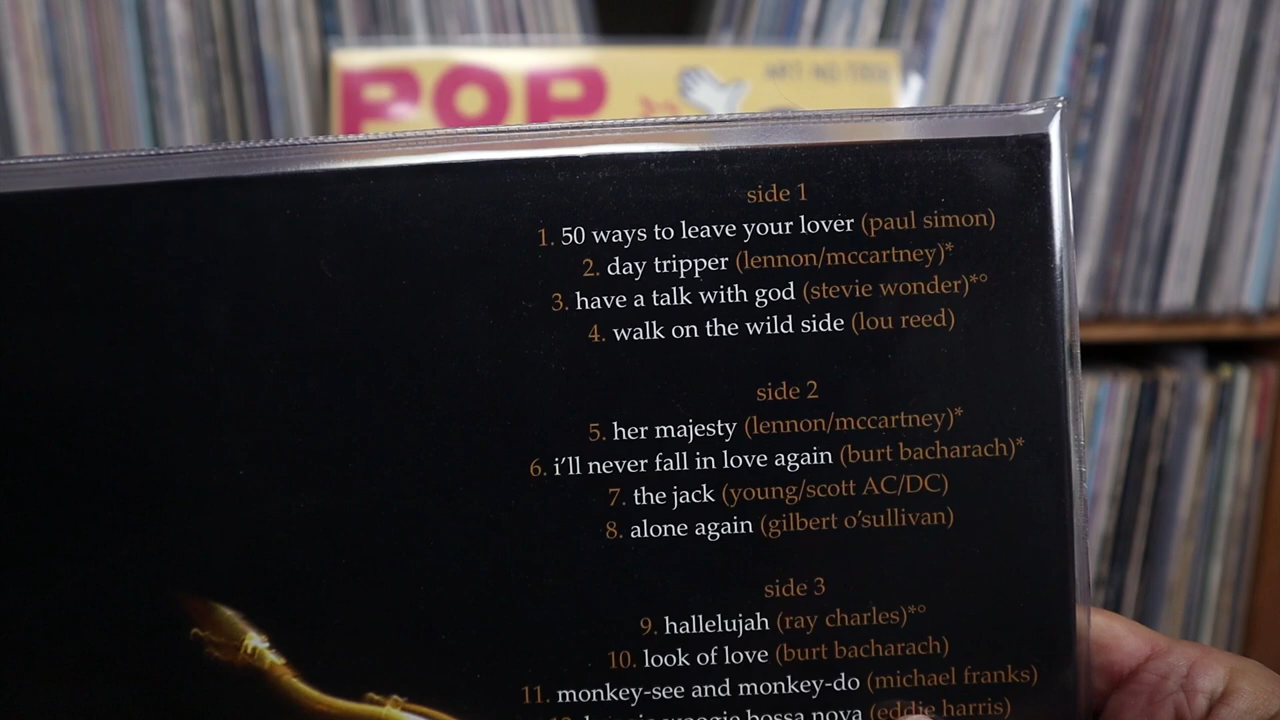 POP
side 1
1. 50 ways to leave your lover (paul simon)
2. day tripper (lennon/mccartney)*
3. have a talk with god (stevie wonder)*°
4. walk on the wild side (lou reed)
side 2
5. her majesty (lennon/mccartney)*
6. i'll never fall in love again (burt bacharach)*
7. the jack (young/scott AC/DC)
8. alone again (gilbert o'sullivan)
side 3
9. hallelujah (ray charles)*°
10. look of love (burt bacharach)
11. monkey-see and monkey-do (michael franks)
bossa nova (eddie harris)